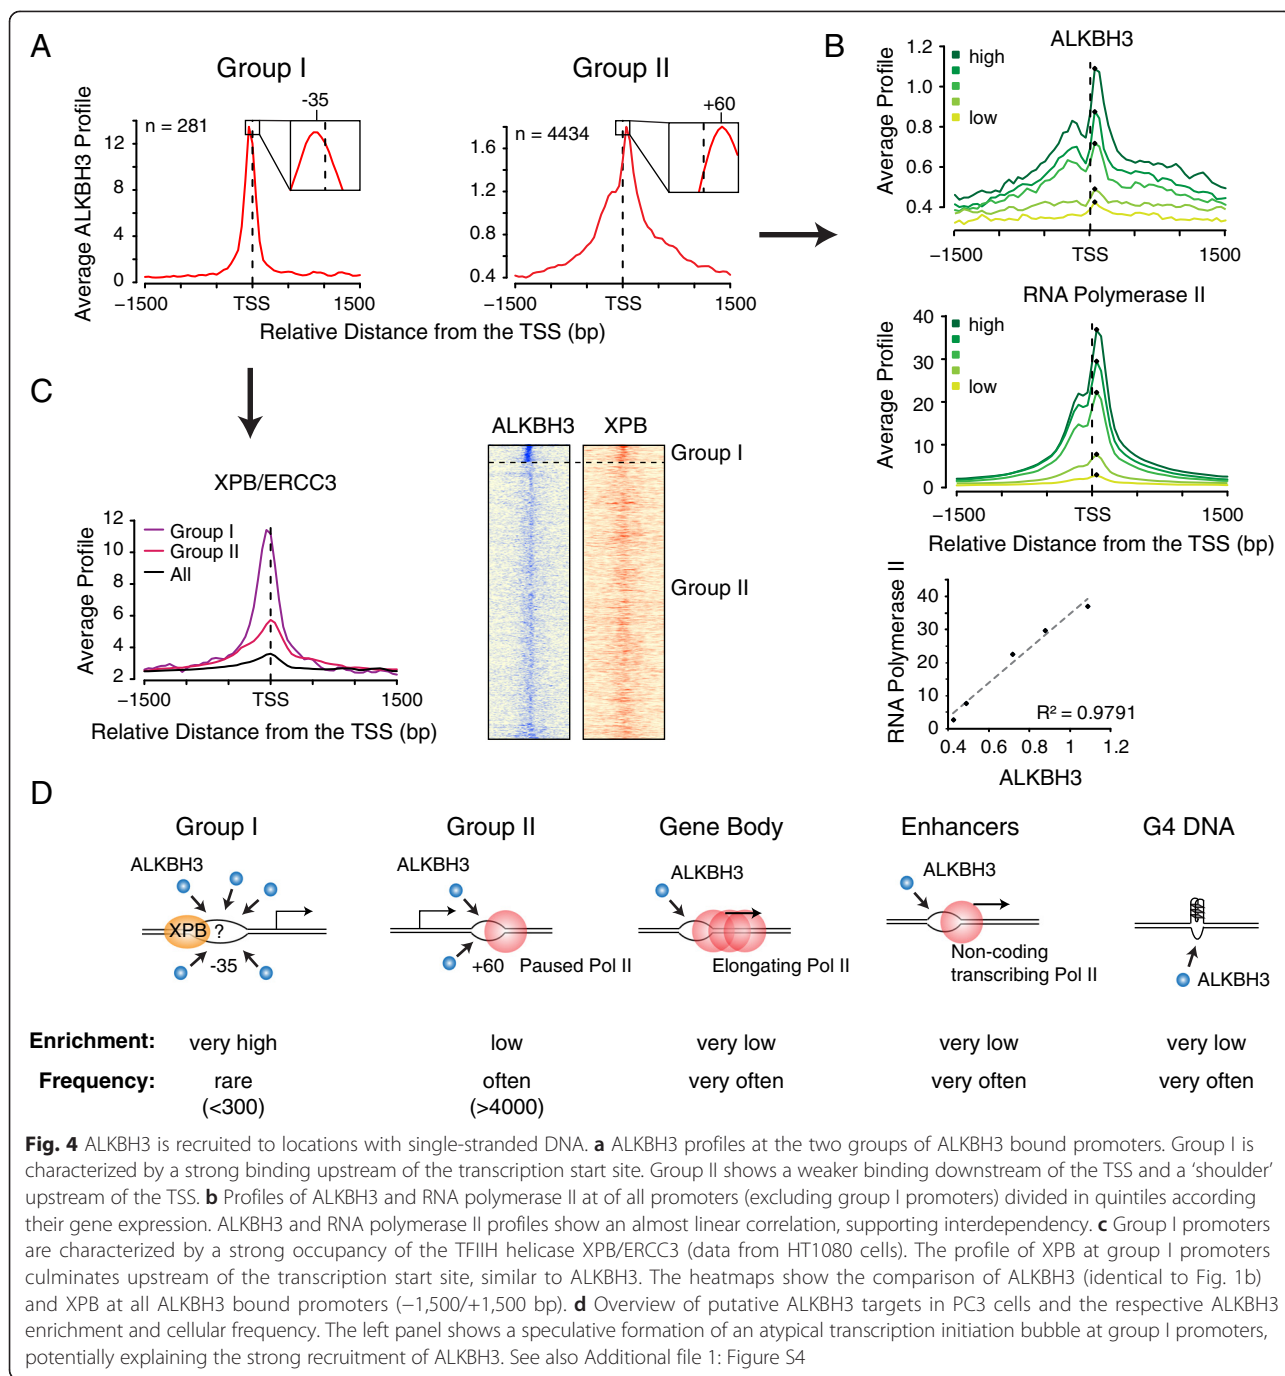 A
Group I
Group II
Average ALKBH3 Profile
n = 281
-35
12
8
4
0
−1500
TSS
1500
n = 4434
+60
1.6
1.2
0.8
0.4
−1500
TSS
1500
Relative Distance from the TSS (bp)
B
ALKBH3
Average Profile
1.2
1.0
0.8
0.6
0.4
high
low
−1500
TSS
1500
RNA Polymerase II
Average Profile
40
30
20
10
0
high
low
−1500
TSS
1500
Relative Distance from the TSS (bp)
RNA Polymerase II
40
30
20
10
0
R² = 0.9791
0.4
0.6
0.8
1
1.2
ALKBH3
C
XPB/ERCC3
Average Profile
12
10
8
6
4
2
Group I
Group II
All
−1500
TSS
1500
Relative Distance from the TSS (bp)
ALKBH3
XPB
Group I
Group II
D
Group I
Group II
Gene Body
Enhancers
G4 DNA
ALKBH3
XPB
?
-35
ALKBH3
+60
Paused Pol II
ALKBH3
Elongating Pol II
ALKBH3
Non-coding
transcribing Pol II
ALKBH3
Enrichment: very high low very low very low very low
Frequency: rare often very often very often very often
(<300) (>4000)
Fig. 4 ALKBH3 is recruited to locations with single-stranded DNA. a ALKBH3 profiles at the two groups of ALKBH3 bound promoters. Group I is
characterized by a strong binding upstream of the transcription start site. Group II shows a weaker binding downstream of the TSS and a ‘shoulder’
upstream of the TSS. b Profiles of ALKBH3 and RNA polymerase II at of all promoters (excluding group I promoters) divided in quintiles according
their gene expression. ALKBH3 and RNA polymerase II profiles show an almost linear correlation, supporting interdependency. c Group I promoters
are characterized by a strong occupancy of the TFIIH helicase XPB/ERCC3 (data from HT1080 cells). The profile of XPB at group I promoters
culminates upstream of the transcription start site, similar to ALKBH3. The heatmaps show the comparison of ALKBH3 (identical to Fig. 1b)
and XPB at all ALKBH3 bound promoters (−1,500/+1,500 bp). d Overview of putative ALKBH3 targets in PC3 cells and the respective ALKBH3
enrichment and cellular frequency. The left panel shows a speculative formation of an atypical transcription initiation bubble at group I promoters,
potentially explaining the strong recruitment of ALKBH3. See also Additional file 1: Figure S4